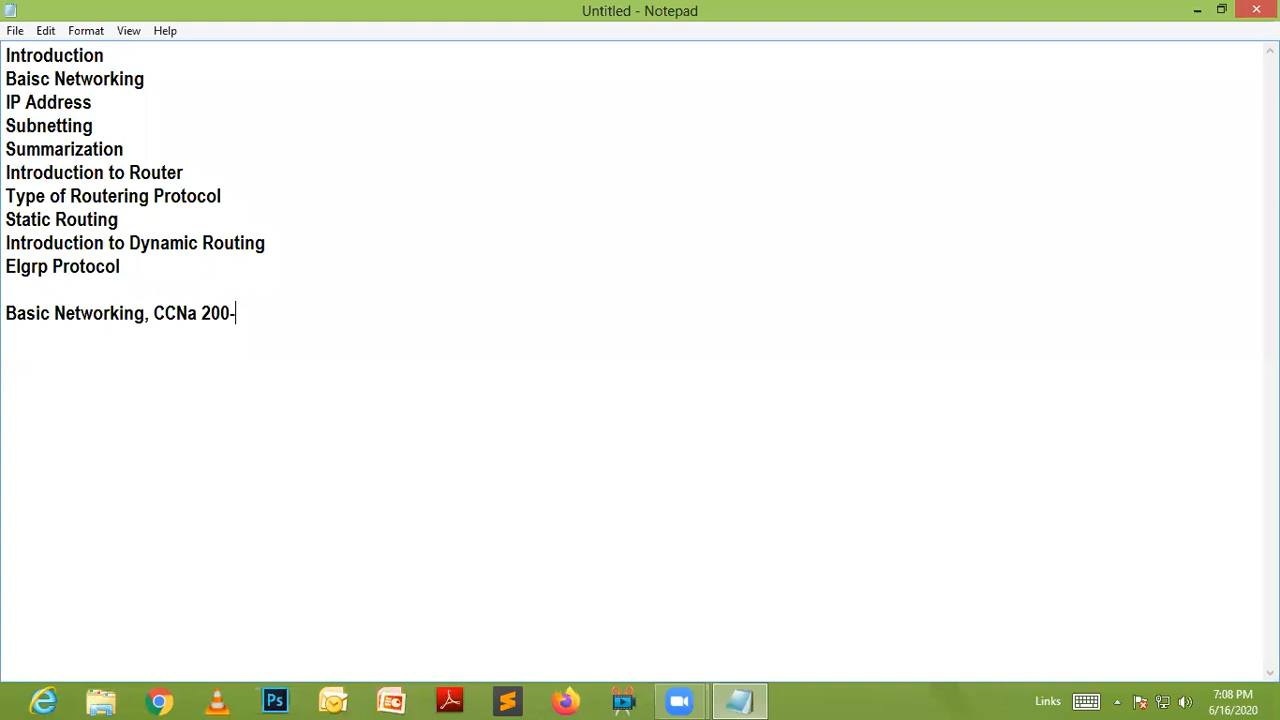 Untitled - Notepad
File Edit Format View Help
Introduction
Baisc Networking
IP Address
Subnetting
Summarization
Introduction to Router
Type of Routering Protocol
Static Routing
Introduction to Dynamic Routing
EIgrp Protocol
Basic Networking, CCNa 200-
Ps
Links
7:08 PM
6/16/2020